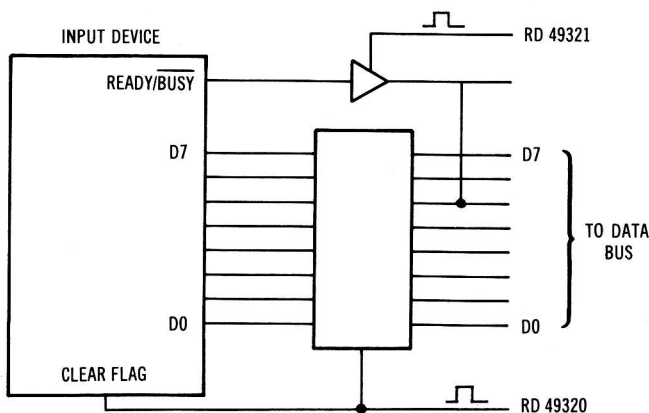 INPUT DEVICE
RD 49321
READY/BUSY
D7
D7
TO DATA
BUS
D0
D0
CLEAR FLAG
RD 49320